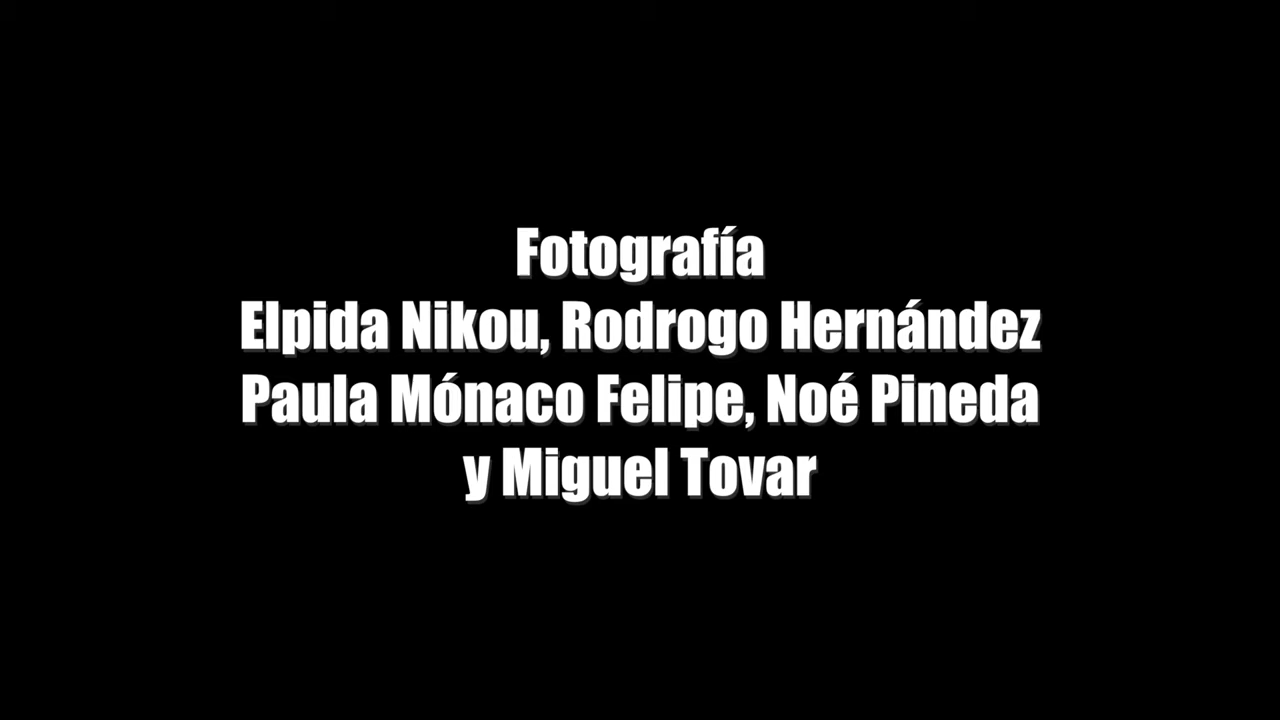 Fotografía
Elpida Nikou, Rodrogo Hernández
Paula Mónaco Felipe, Noé Pineda
y Miguel Tovar